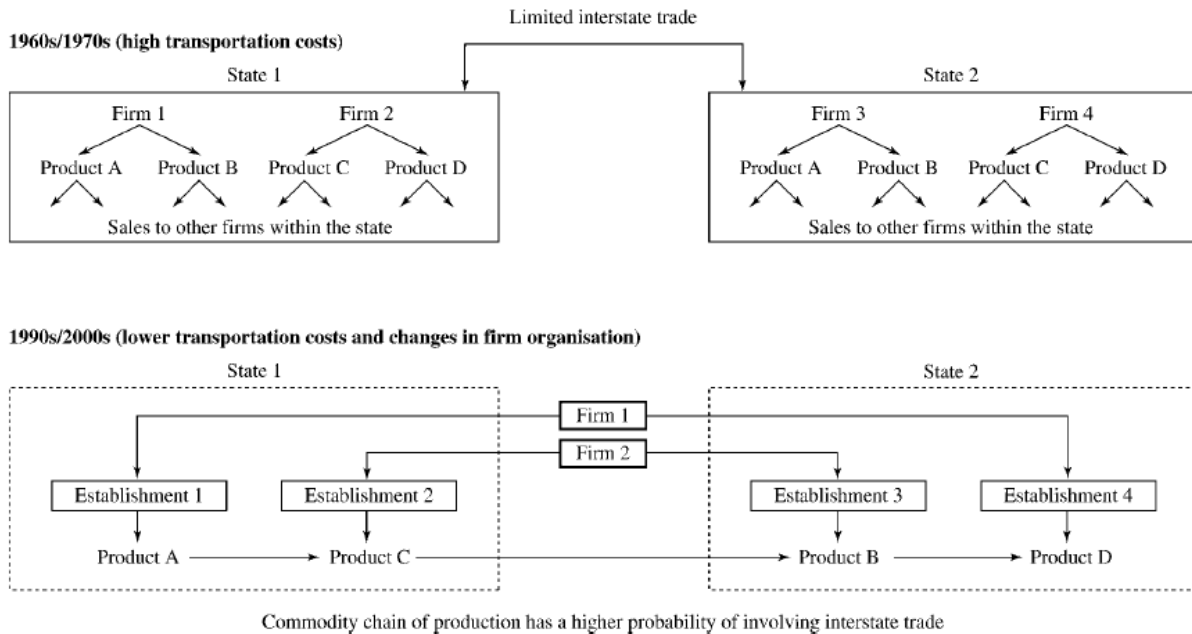 Limited interstate trade
1960s/1970s (high transportation costs)
State 1 State 2
Firm 1 Firm 2 Firm 3 Firm 4
Product A Product B Product C Product D Product A Product B Product C Product D
Sales to other firms within the state Sales to other firms within the state
1990s/2000s (lower transportation costs and changes in firm organisation)
State 1 State 2
Firm 1
Firm 2
Establishment 1 Establishment 2 Establishment 3 Establishment 4
Product A Product C Product B Product D
Commodity chain of production has a higher probability of involving interstate trade